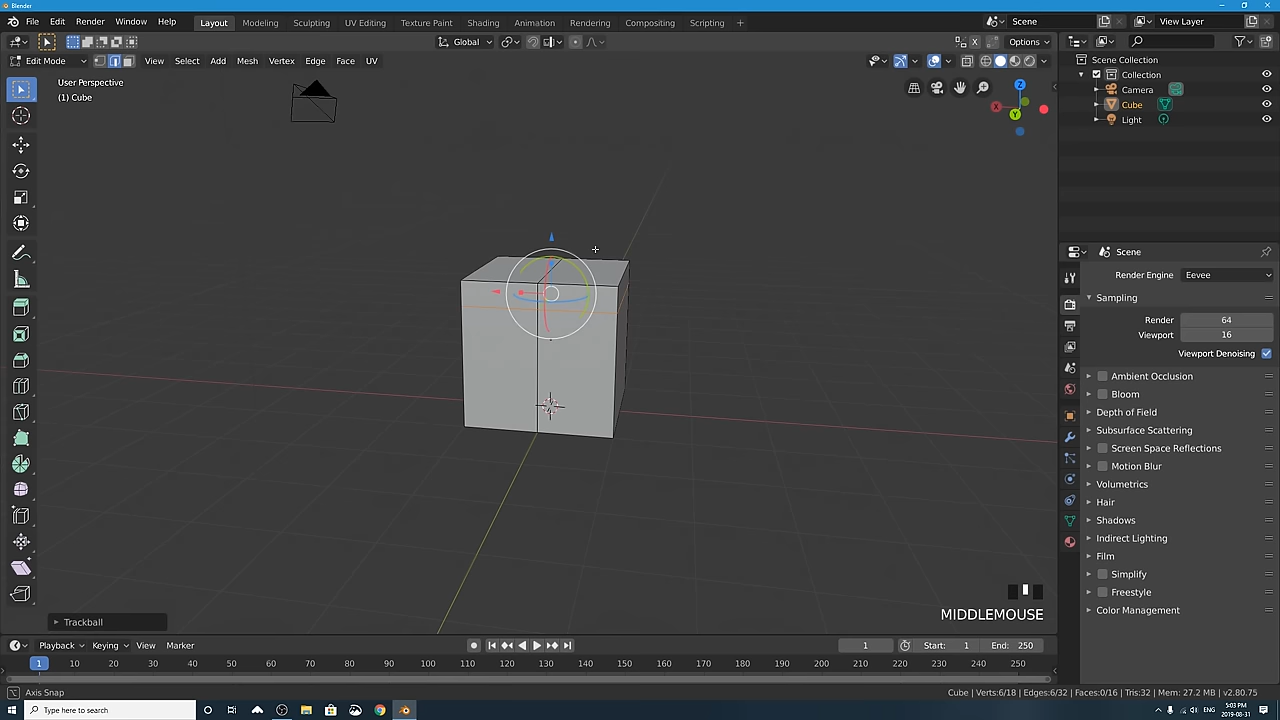 Blender
File Edit Render Window Help Layout Modeling Sculpting UV Editing Texture Paint Shading Animation Rendering Compositing Scripting + Scene View Layer
Global Options
Edit Mode View Select Add Mesh Vertex Edge Face UV
User Perspective
(1) Cube
Z
X
Y
Scene Collection
Collection
Camera
Cube
Light
Scene
Render Engine Eevee
Sampling
Render 64
Viewport 16
Viewport Denoising
Ambient Occlusion
Bloom
Depth of Field
Subsurface Scattering
Screen Space Reflections
Motion Blur
Volumetrics
Hair
Shadows
Indirect Lighting
Film
Simplify
Freestyle
Color Management
MIDDLEMOUSE
Trackball
Playback Keying View Marker 1 Start: 1 End: 250
1 10 20 30 40 50 60 70 80 90 100 110 120 130 140 150 160 170 180 190 200 210 220 230 240 250
Axis Snap Cube | Verts:6/18 | Edges:6/32 | Faces:0/16 | Tris:32 | Mem: 27.2 MB | v2.80.75
Type here to search ENG 5:03 PM
2019-08-31